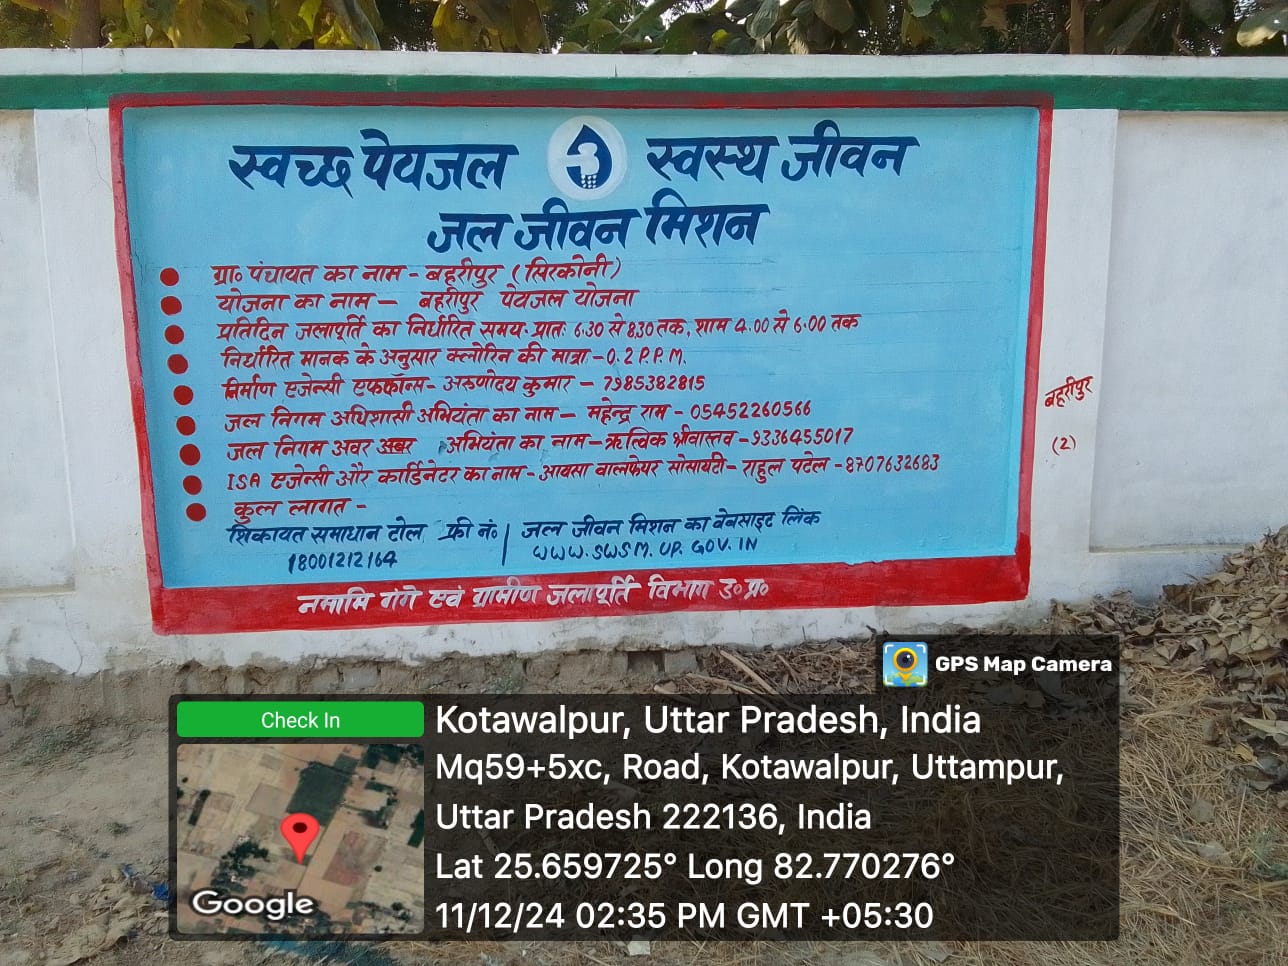 स्वच्छ पेयजल स्वस्थ जीवन
जल जीवन मिशन
ग्रा० पंचायत का नाम - बहरीपुर (सिरकोनी)
योजना का नाम - बहरीपुर पेयजल योजना
प्रतिदिन जलापूर्ति का निर्धारित समय- प्रातः 6.30 से 8.30 तक, शाम 4.00 से 6.00 तक
निर्धारित मानक के अनुसार क्लोरिन की मात्रा - 0.2 P.P.M.
निर्माण एजेन्सी एफकॉन्स- अरुणोदय कुमार - 7985382815
जल निगम अधिशासी अभियंता का नाम - महेन्द्र राम - 05452260566
जल निगम अवर अबर अभियंता का नाम - ऋत्विक श्रीवास्तव - 9336455017
ISA एजेन्सी और कार्डिनेटर का नाम - आयसा वाल्फेयर सोसायटी - राहुल पटेल - 8707632683
कुल लागत -
शिकायत समाधान टोल फ्री नं० | जल जीवन मिशन का वेबसाइट लिंक
18001212164 WWW.SWSM.UP.GOV.IN
नमामि गंगे एवं ग्रामीण जलापूर्ति विभाग उ० प्र०
बहरीपुर
(2)
GPS Map Camera
Check In
Google
Kotawalpur, Uttar Pradesh, India
Mq59+5xc, Road, Kotawalpur, Uttampur,
Uttar Pradesh 222136, India
Lat 25.659725° Long 82.770276°
11/12/24 02:35 PM GMT +05:30